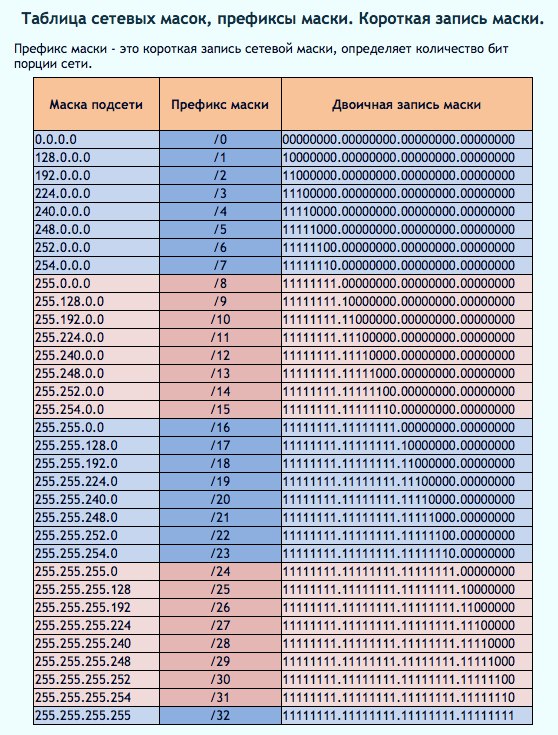 Таблица сетевых масок, префиксы маски. Короткая запись маски.
Префикс маски - это короткая запись сетевой маски, определяет количество бит
порции сети.
Маска подсети Префикс маски Двоичная запись маски
0.0.0.0 /0 00000000.00000000.00000000.00000000
128.0.0.0 /1 10000000.00000000.00000000.00000000
192.0.0.0 /2 11000000.00000000.00000000.00000000
224.0.0.0 /3 11100000.00000000.00000000.00000000
240.0.0.0 /4 11110000.00000000.00000000.00000000
248.0.0.0 /5 11111000.00000000.00000000.00000000
252.0.0.0 /6 11111100.00000000.00000000.00000000
254.0.0.0 /7 11111110.00000000.00000000.00000000
255.0.0.0 /8 11111111.00000000.00000000.00000000
255.128.0.0 /9 11111111.10000000.00000000.00000000
255.192.0.0 /10 11111111.11000000.00000000.00000000
255.224.0.0 /11 11111111.11100000.00000000.00000000
255.240.0.0 /12 11111111.11110000.00000000.00000000
255.248.0.0 /13 11111111.11111000.00000000.00000000
255.252.0.0 /14 11111111.11111100.00000000.00000000
255.254.0.0 /15 11111111.11111110.00000000.00000000
255.255.0.0 /16 11111111.11111111.00000000.00000000
255.255.128.0 /17 11111111.11111111.10000000.00000000
255.255.192.0 /18 11111111.11111111.11000000.00000000
255.255.224.0 /19 11111111.11111111.11100000.00000000
255.255.240.0 /20 11111111.11111111.11110000.00000000
255.255.248.0 /21 11111111.11111111.11111000.00000000
255.255.252.0 /22 11111111.11111111.11111100.00000000
255.255.254.0 /23 11111111.11111111.11111110.00000000
255.255.255.0 /24 11111111.11111111.11111111.00000000
255.255.255.128 /25 11111111.11111111.11111111.10000000
255.255.255.192 /26 11111111.11111111.11111111.11000000
255.255.255.224 /27 11111111.11111111.11111111.11100000
255.255.255.240 /28 11111111.11111111.11111111.11110000
255.255.255.248 /29 11111111.11111111.11111111.11111000
255.255.255.252 /30 11111111.11111111.11111111.11111100
255.255.255.254 /31 11111111.11111111.11111111.11111110
255.255.255.255 /32 11111111.11111111.11111111.11111111